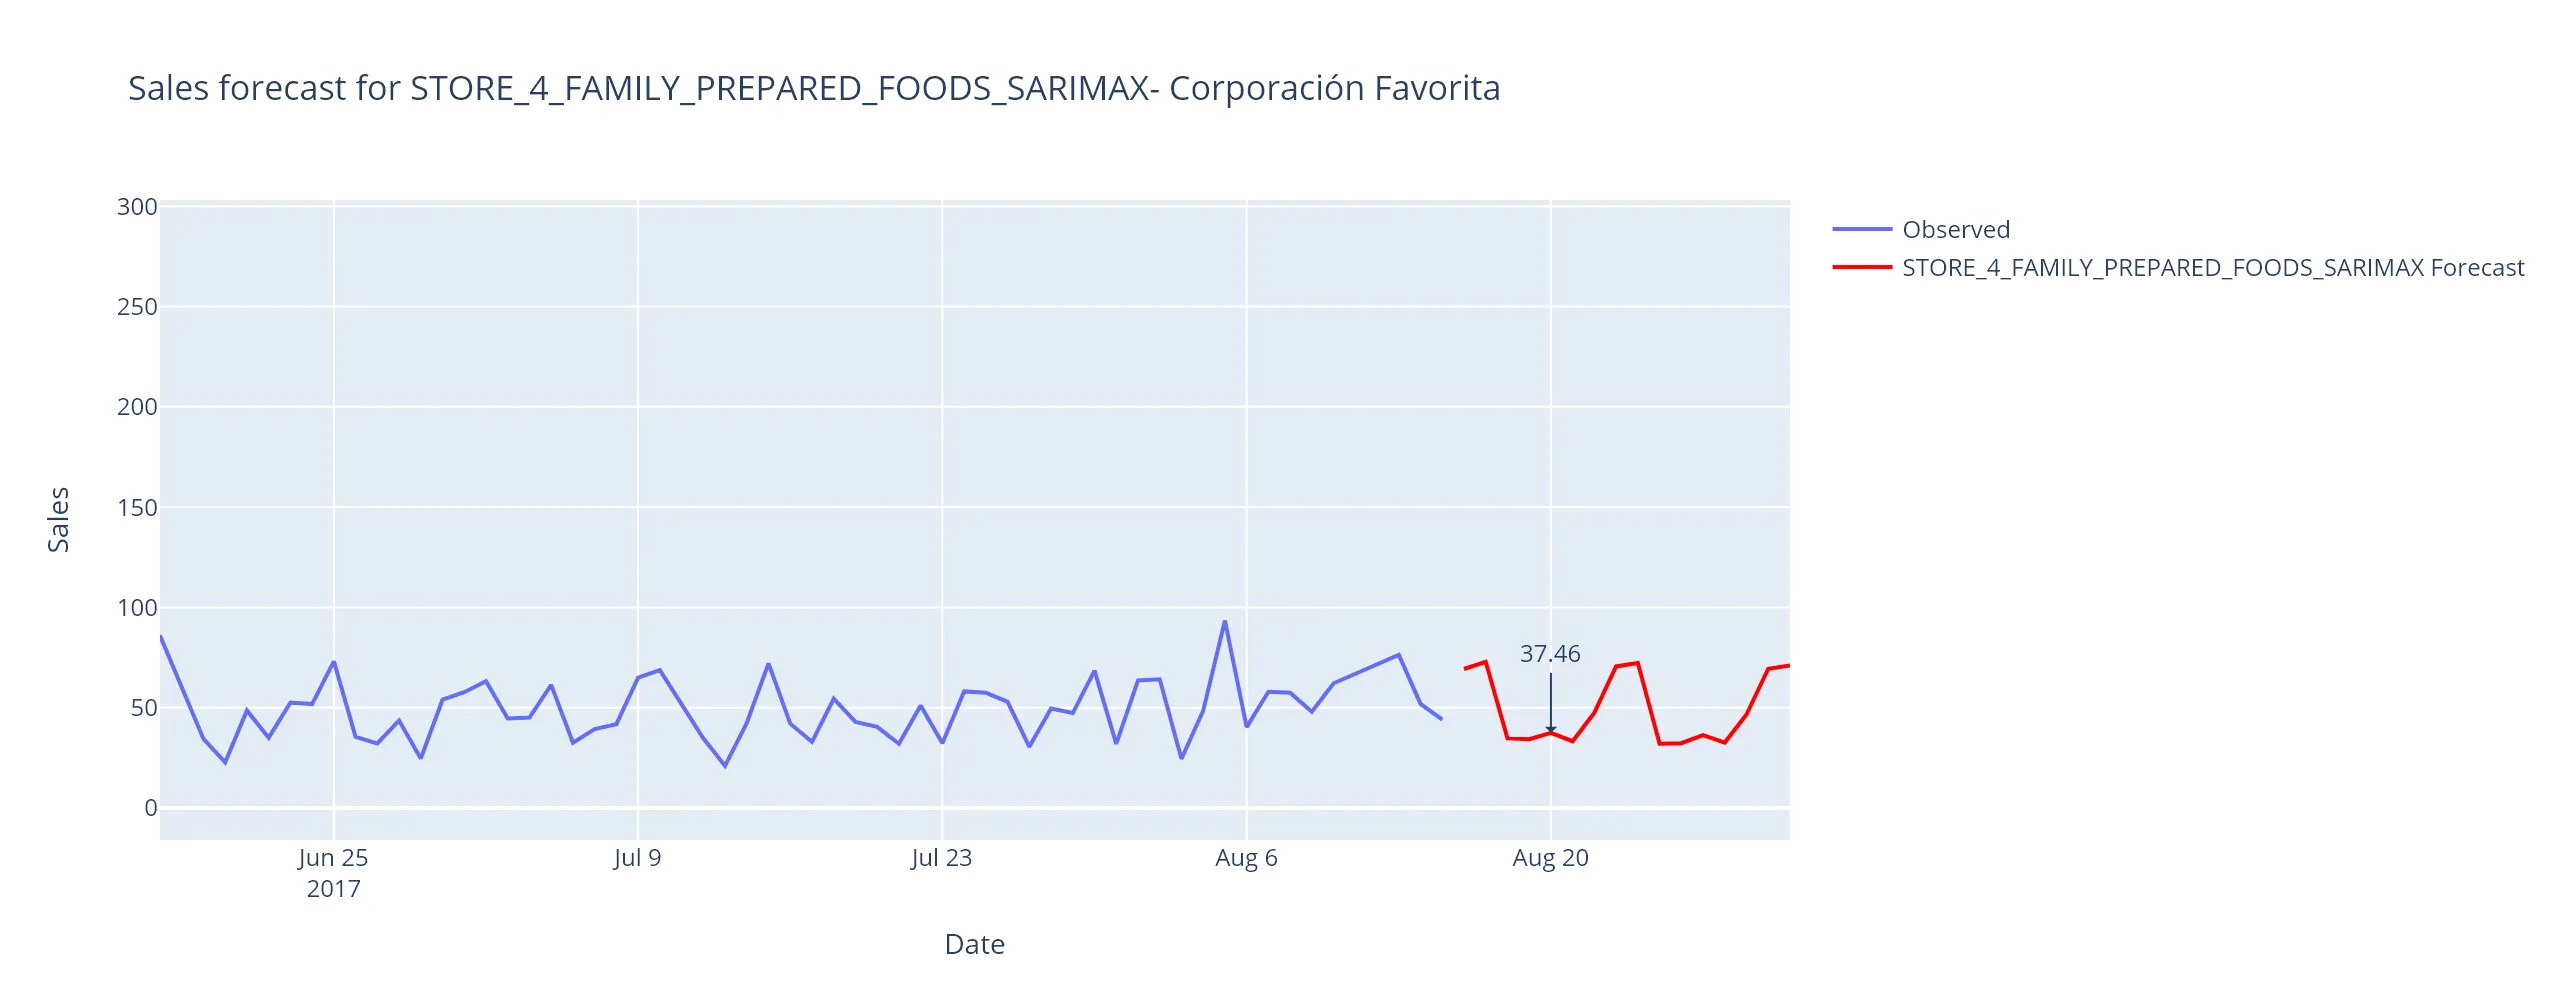 Sales forecast for STORE_4_FAMILY_PREPARED_FOODS_SARIMAX- Corporación Favorita
Observed
STORE_4_FAMILY_PREPARED_FOODS_SARIMAX Forecast
300
250
200
150
100
50
0
Sales
37.46
Jun 25
2017
Jul 9
Jul 23
Aug 6
Aug 20
Date